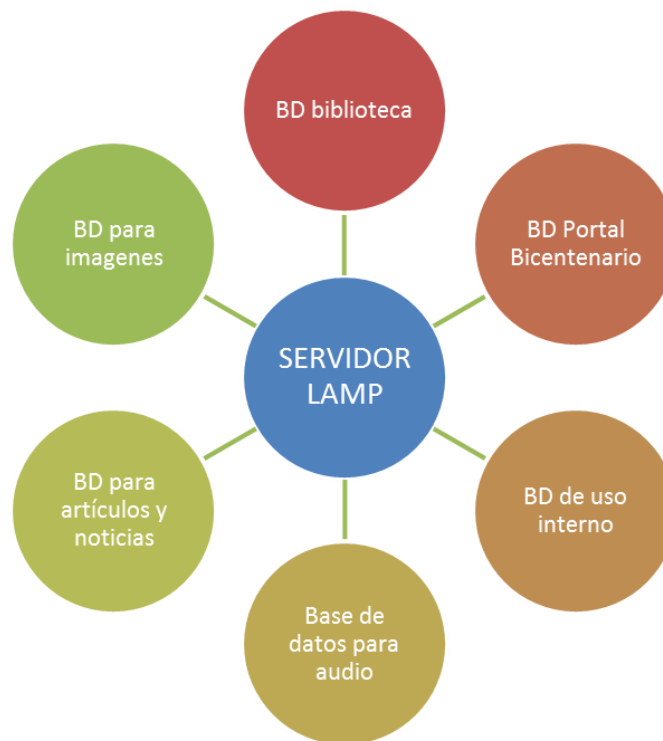 BD biblioteca
BD Portal
Bicentenario
BD de uso
interno
Base de
datos para
audio
BD para
artículos y
noticias
BD para
imagenes
SERVIDOR
LAMP